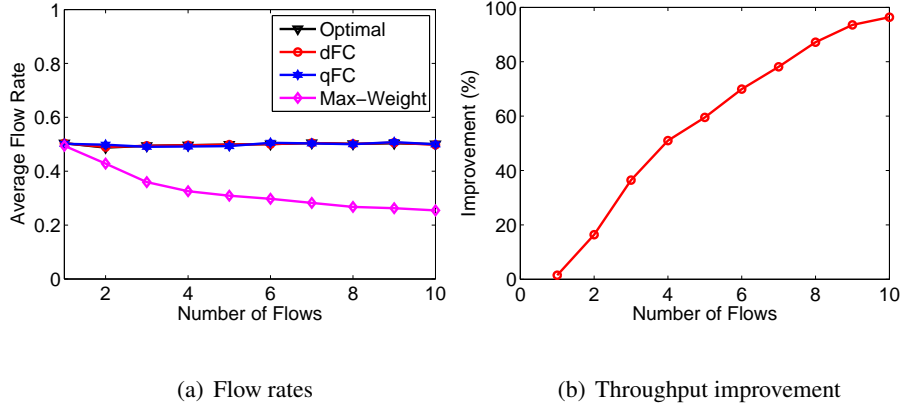 1
0.8
0.6
0.4
0.2
0
2 4 6 8 10
Average Flow Rate
Number of Flows
Optimal
dFC
qFC
Max-Weight
100
80
60
40
20
0
0 2 4 6 8 10
Improvement (%)
Number of Flows
(a) Flow rates
(b) Throughput improvement